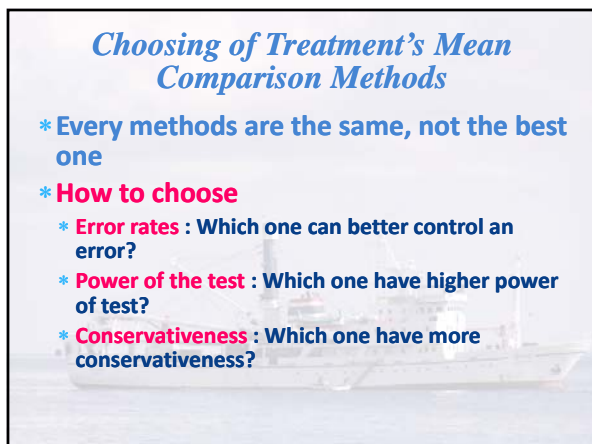 Choosing of Treatment's Mean
Comparison Methods
* Every methods are the same, not the best
one
* How to choose
* Error rates : Which one can better control an
error?
* Power of the test : Which one have higher power
of test?
* Conservativeness : Which one have more
conservativeness?